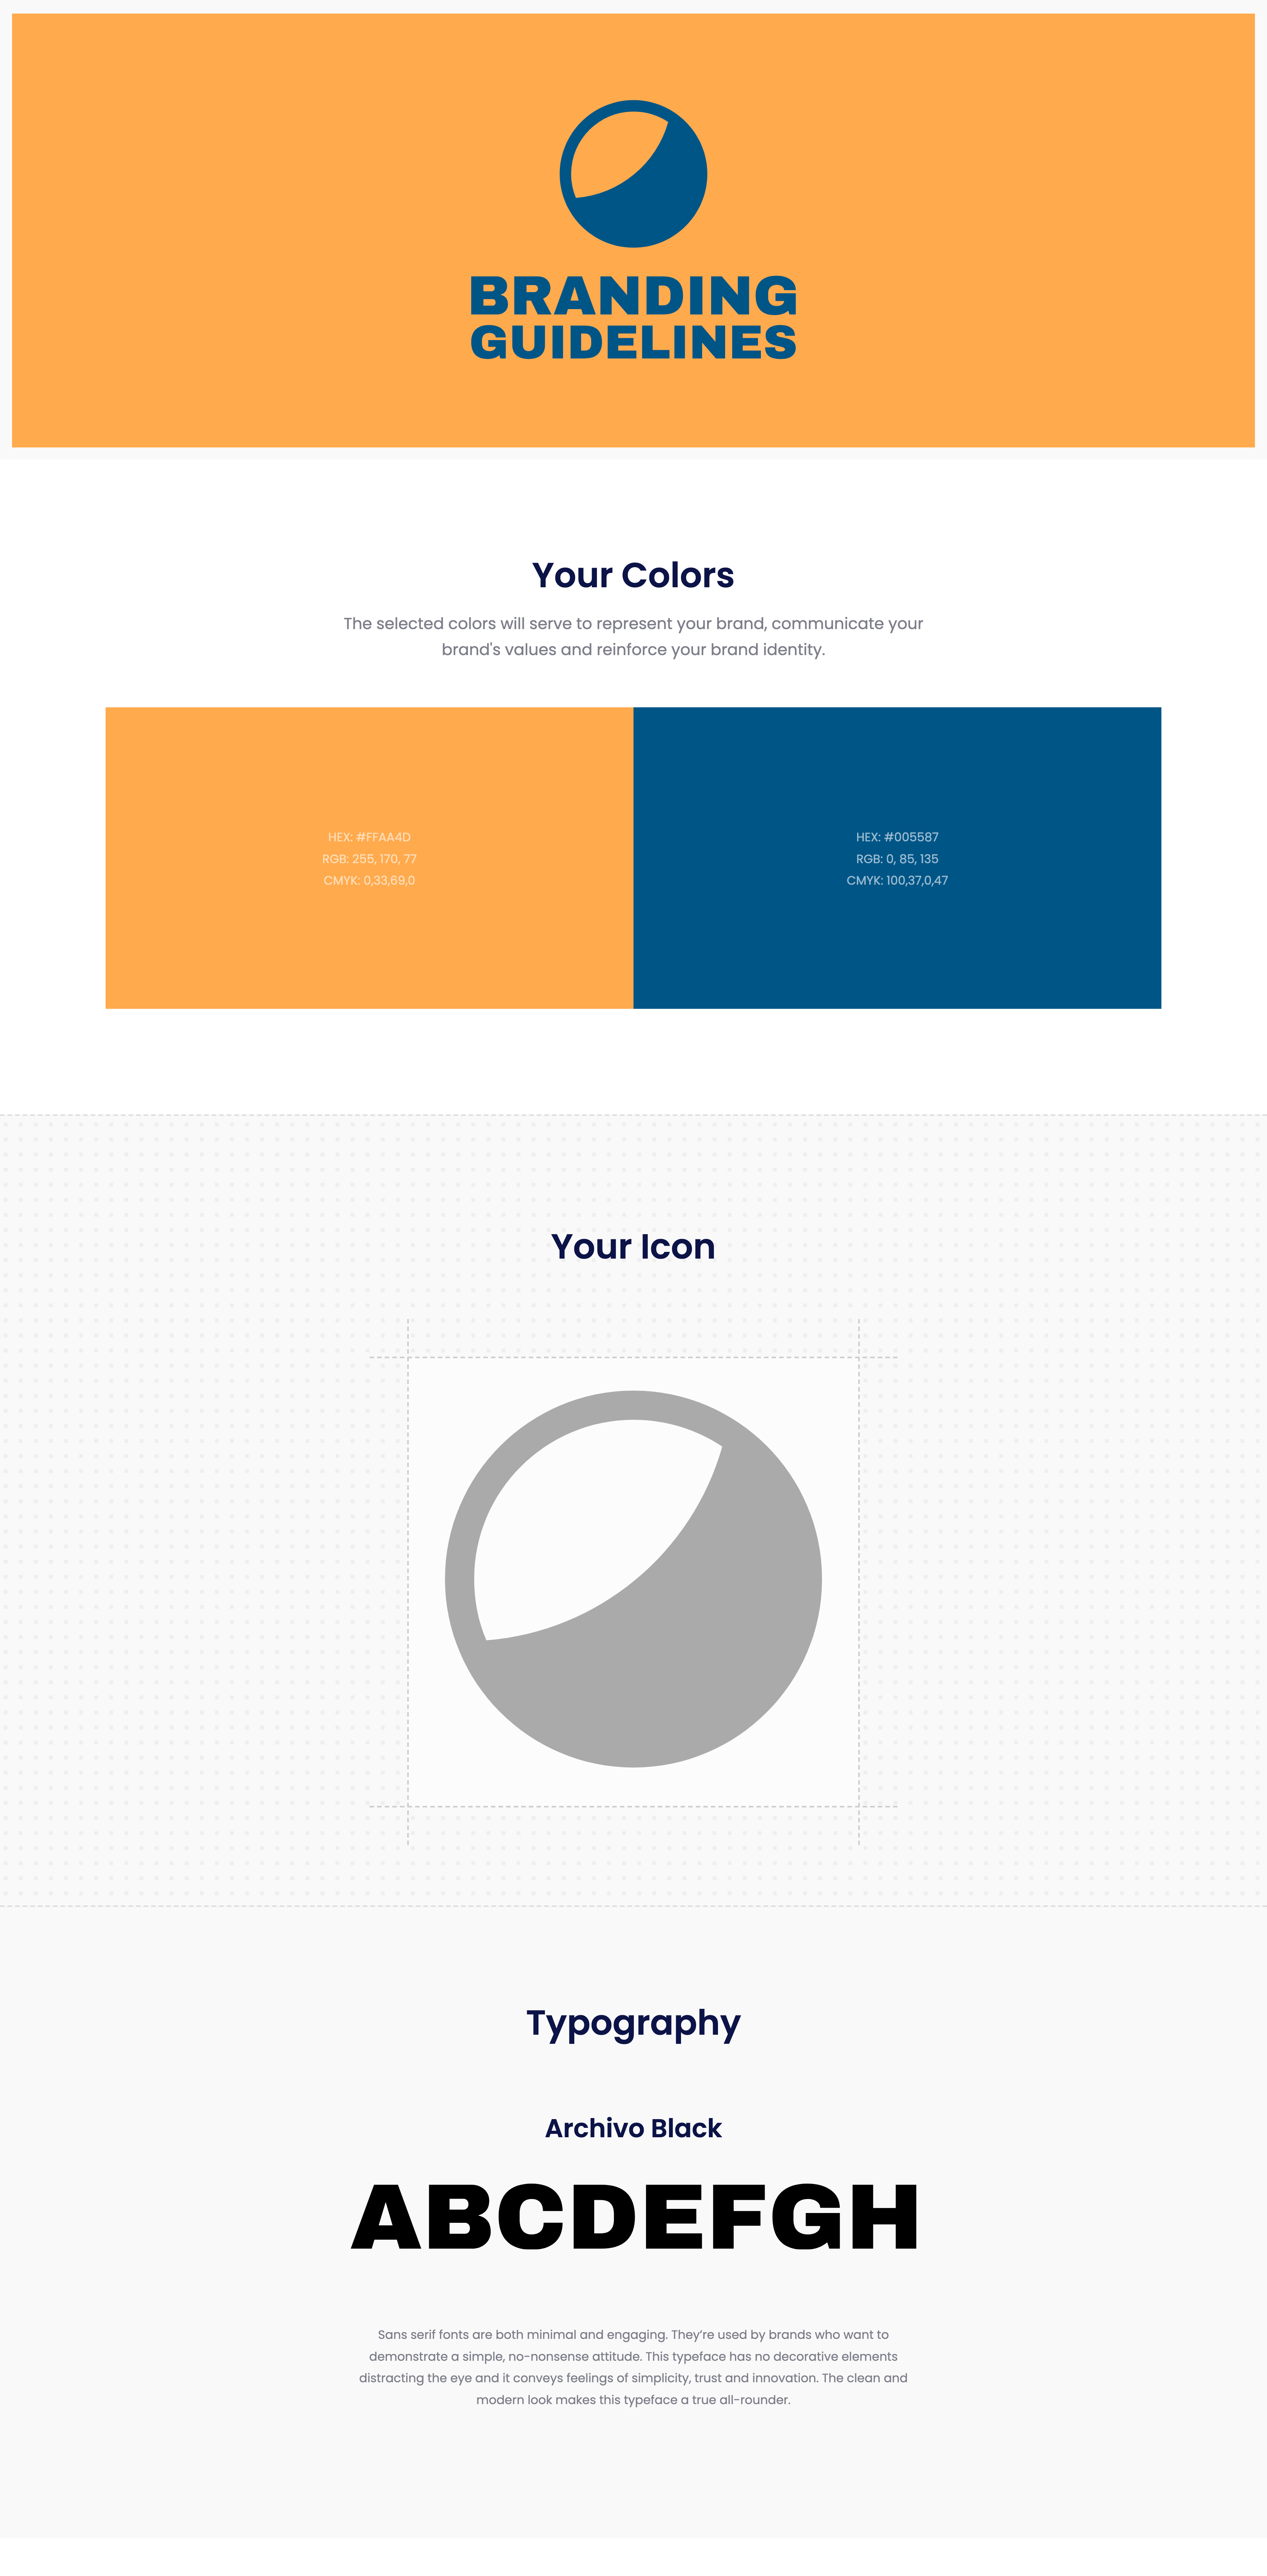 BRANDING
GUIDELINES
Your Colors
The selected colors will serve to represent your brand, communicate your
brand's values and reinforce your brand identity.
HEX: #FFAA4D
RGB: 255, 170, 77
CMYK: 0,33,69,0
HEX: #005587
RGB: 0, 85, 135
CMYK: 100,37,0,47
Your Icon
Typography
Archivo Black
ABCDEFGH
Sans serif fonts are both minimal and engaging. They're used by brands who want to
demonstrate a simple, no-nonsense attitude. This typeface has no decorative elements
distracting the eye and it conveys feelings of simplicity, trust and innovation. The clean and
modern look makes this typeface a true all-rounder.